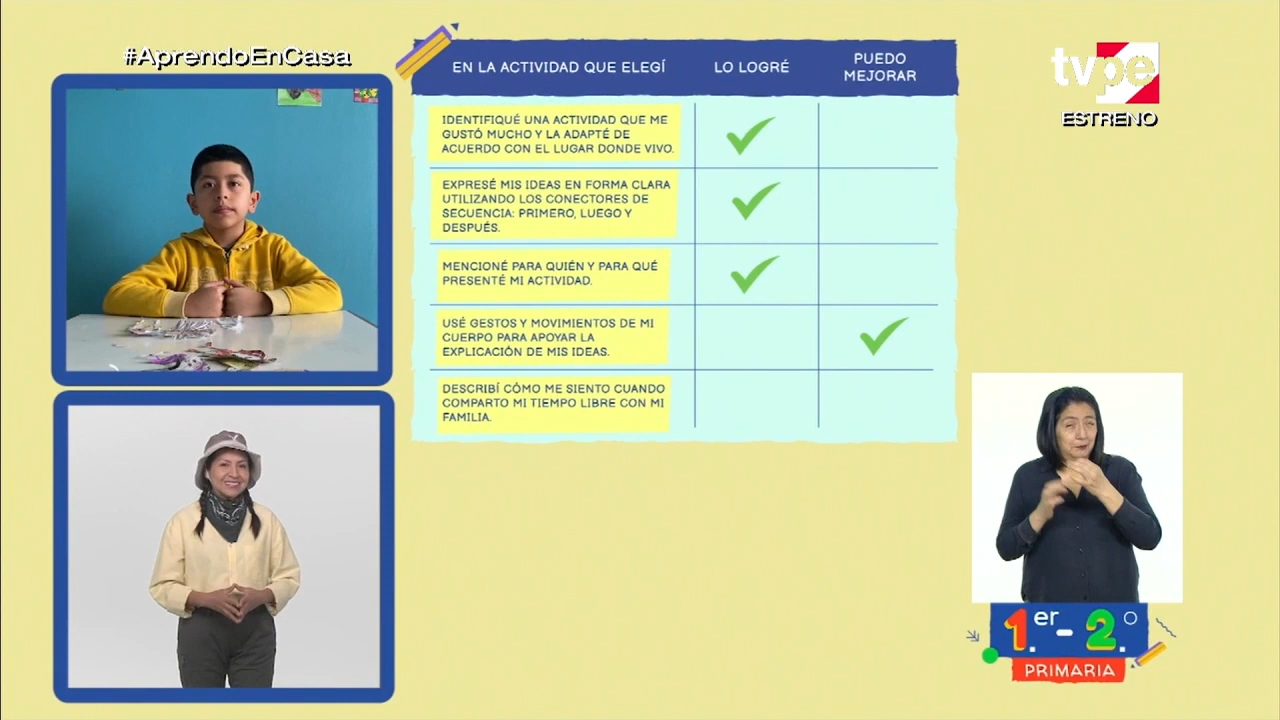 #AprendoEnCasa
EN LA ACTIVIDAD QUE ELEGÍ
LO LOGRÉ
PUEDO
MEJORAR
IDENTIFIQUÉ UNA ACTIVIDAD QUE ME
GUSTÓ MUCHO Y LA ADAPTÉ DE
ACUERDO CON EL LUGAR DONDE VIVO.
EXPRESÉ MIS IDEAS EN FORMA CLARA
UTILIZANDO LOS CONECTORES DE
SECUENCIA: PRIMERO, LUEGO Y
DESPUÉS.
MENCIONÉ PARA QUIÉN Y PARA QUÉ
PRESENTÉ MI ACTIVIDAD.
USÉ GESTOS Y MOVIMIENTOS DE MI
CUERPO PARA APOYAR LA
EXPLICACIÓN DE MIS IDEAS.
DESCRIBÍ CÓMO ME SIENTO CUANDO
COMPARTO MI TIEMPO LIBRE CON MI
FAMILIA.
tvpe
ESTRENO
1.er - 2.º
PRIMARIA